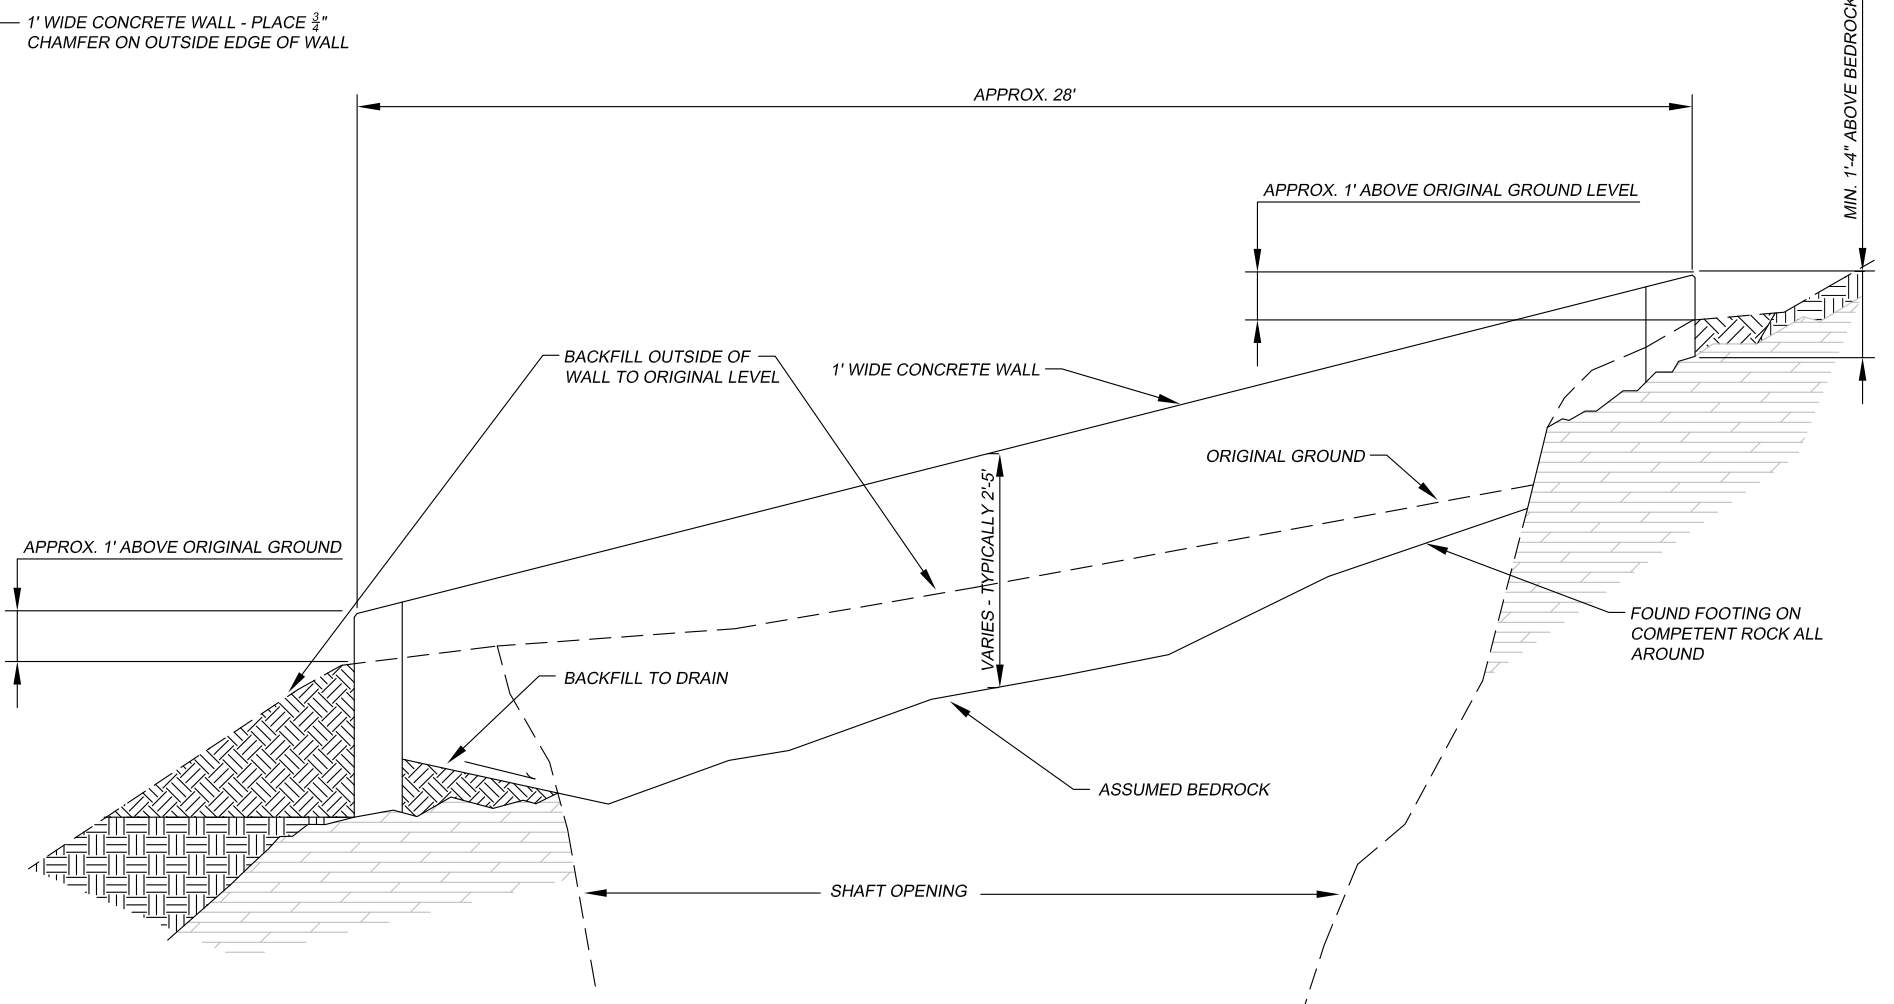 1' WIDE CONCRETE WALL - PLACE 3/4"
CHAMFER ON OUTSIDE EDGE OF WALL
APPROX. 28'
MIN. 1'-4" ABOVE BEDROCK
APPROX. 1' ABOVE ORIGINAL GROUND LEVEL
BACKFILL OUTSIDE OF
WALL TO ORIGINAL LEVEL
1' WIDE CONCRETE WALL
ORIGINAL GROUND
VARIES - TYPICALLY 2'-5'
APPROX. 1' ABOVE ORIGINAL GROUND
FOUND FOOTING ON
COMPETENT ROCK ALL
AROUND
BACKFILL TO DRAIN
ASSUMED BEDROCK
SHAFT OPENING